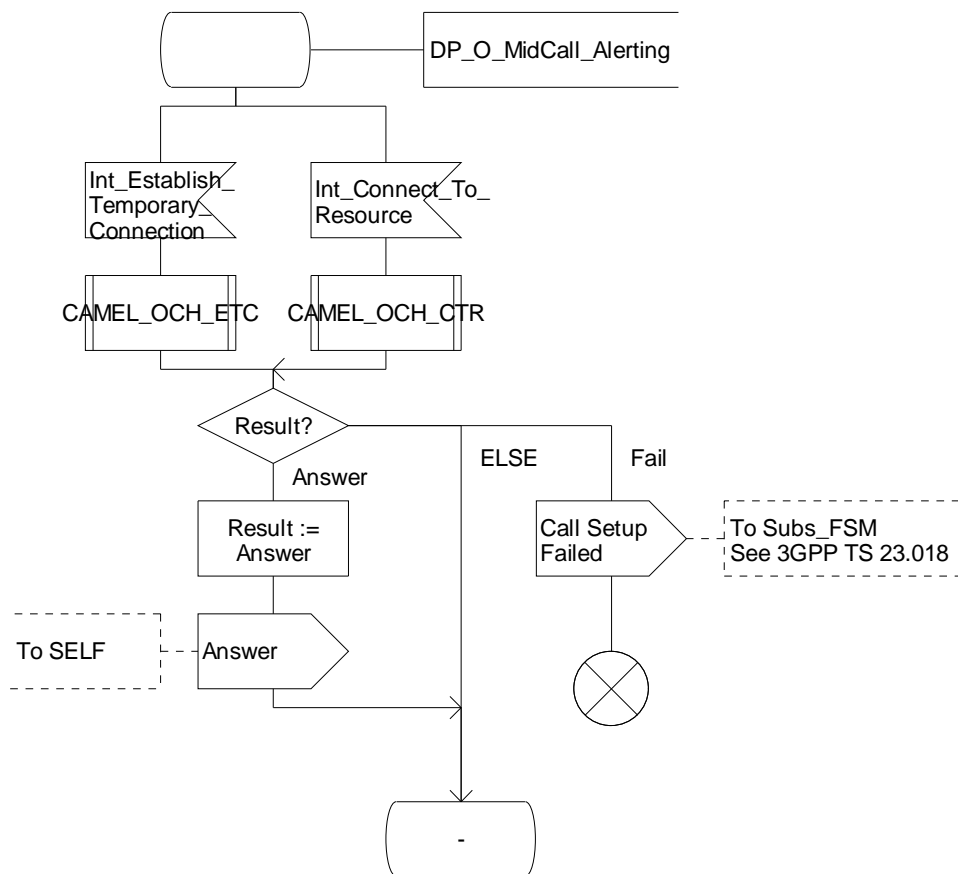 DP_O_MidCall_Alerting
Int_Establish_
Temporary_
Connection
Int_Connect_To_
Resource
CAMEL_OCH_ETC
CAMEL_OCH_CTR
Result?
ELSE
Fail
Answer
Result :=
Answer
Call Setup
Failed
To Subs_FSM
See 3GPP TS 23.018
To SELF
Answer
-